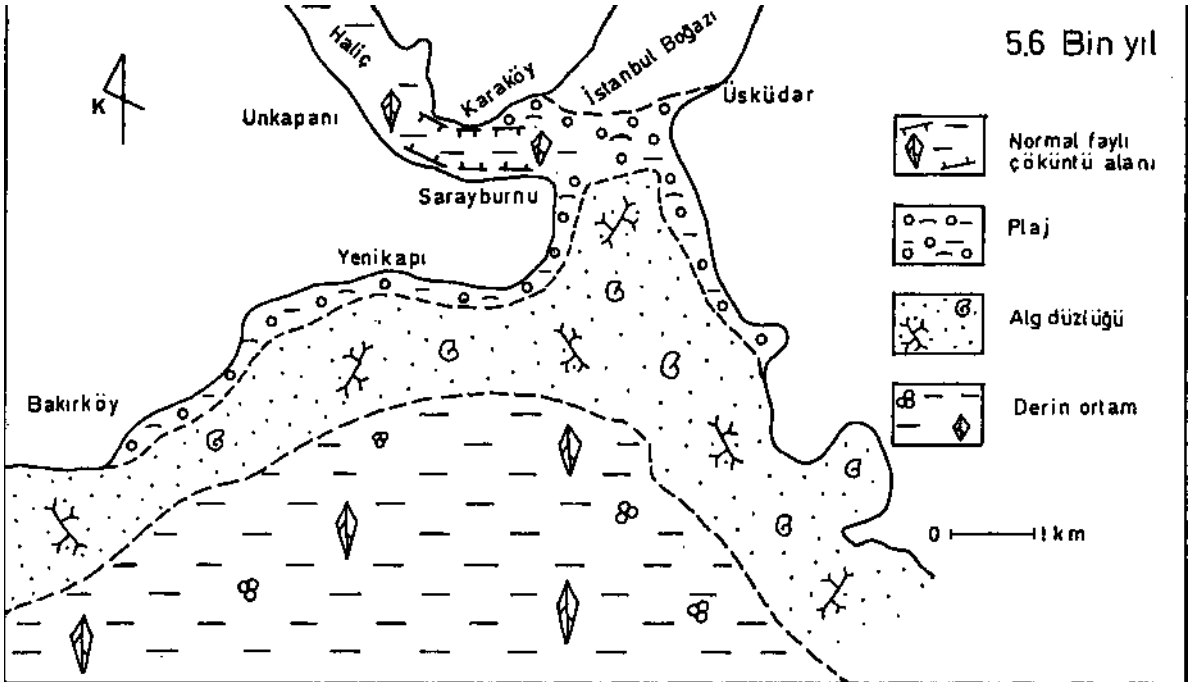 5.6 Bin yıl
Haliç
Karaköy
İstanbul Boğazı
Üsküdar
K
Unkapanı
Sarayburnu
Yenikapı
Bakırköy
Normal faylı
çöküntü alanı
Plaj
Alg düzlüğü
Derin ortam
0 1 km